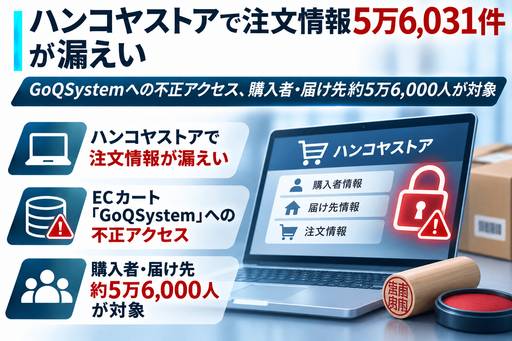 ハンコヤストアで注文情報5万6,031件
が漏えい
GoQSystemへの不正アクセス、購入者・届け先 約5万6,000人が対象
ハンコヤストアで
注文情報が漏えい
ECカート
「GoQSystem」への
不正アクセス
購入者・届け先
約5万6,000人
が対象
ハンコヤストア
購入者情報
届け先情報
注文情報